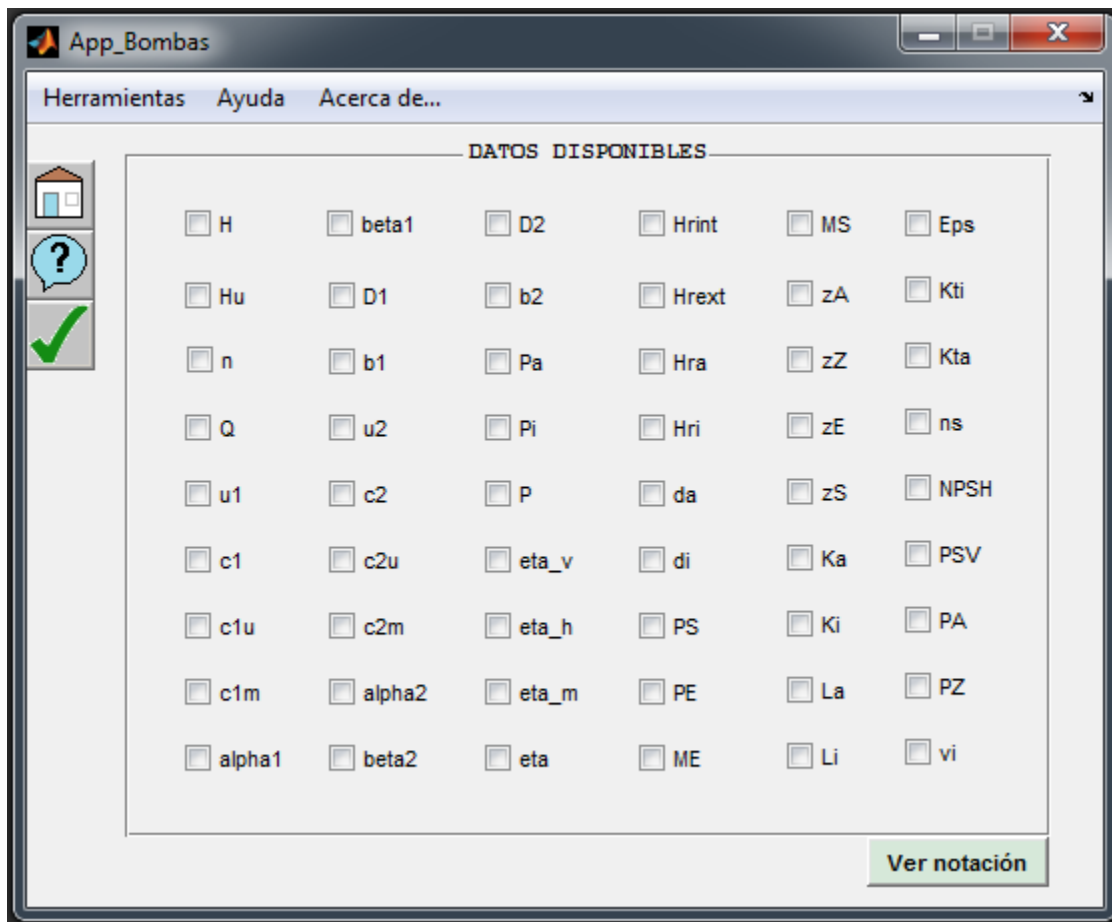 App_Bombas
Herramientas Ayuda Acerca de...
DATOS DISPONIBLES
H beta1 D2 Hrint MS Eps
Hu D1 b2 Hrext zA Kti
n b1 Pa Hra zZ Kta
Q u2 Pi Hri zE ns
u1 c2 P da zS NPSH
c1 c2u eta_v di Ka PSV
c1u c2m eta_h PS Ki PA
c1m alpha2 eta_m PE La PZ
alpha1 beta2 eta ME Li vi
?
Ver notación